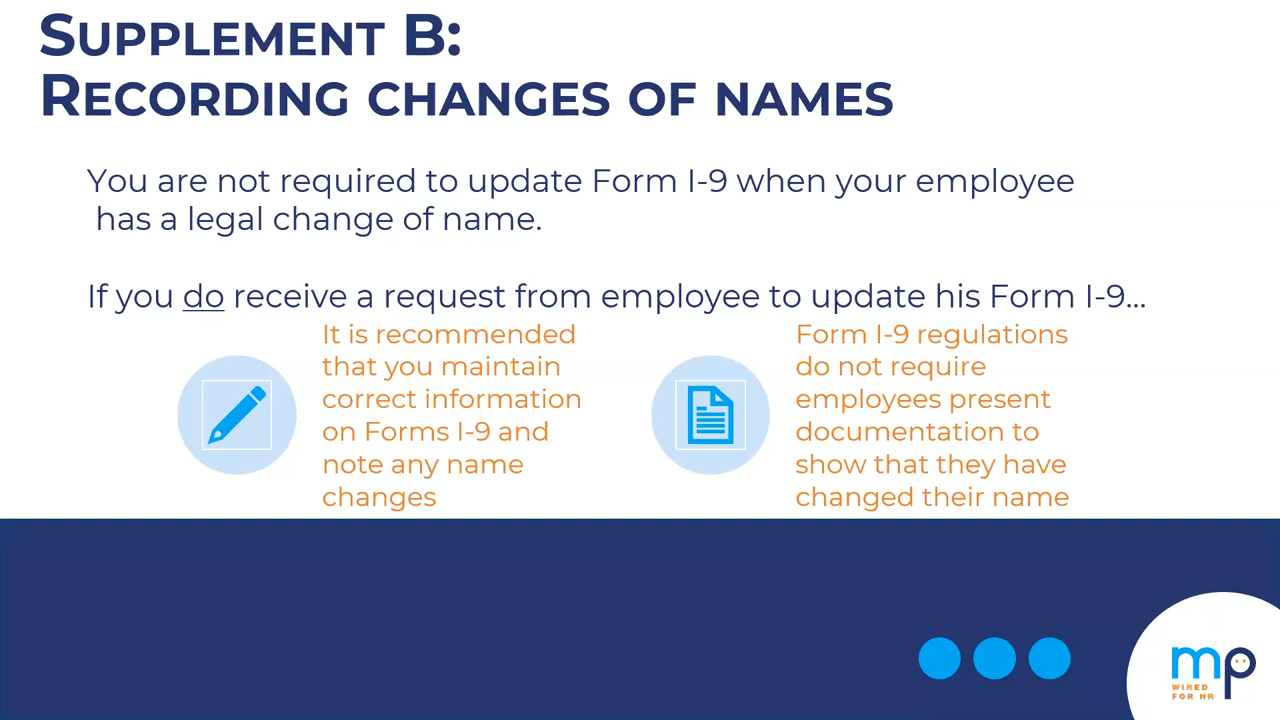 SUPPLEMENT B:
RECORDING CHANGES OF NAMES
You are not required to update Form I-9 when your employee
has a legal change of name.
If you do receive a request from employee to update his Form I-9...
It is recommended
that you maintain
correct information
on Forms I-9 and
note any name
changes
Form I-9 regulations
do not require
employees present
documentation to
show that they have
changed their name
mp
WIRED
FOR HR